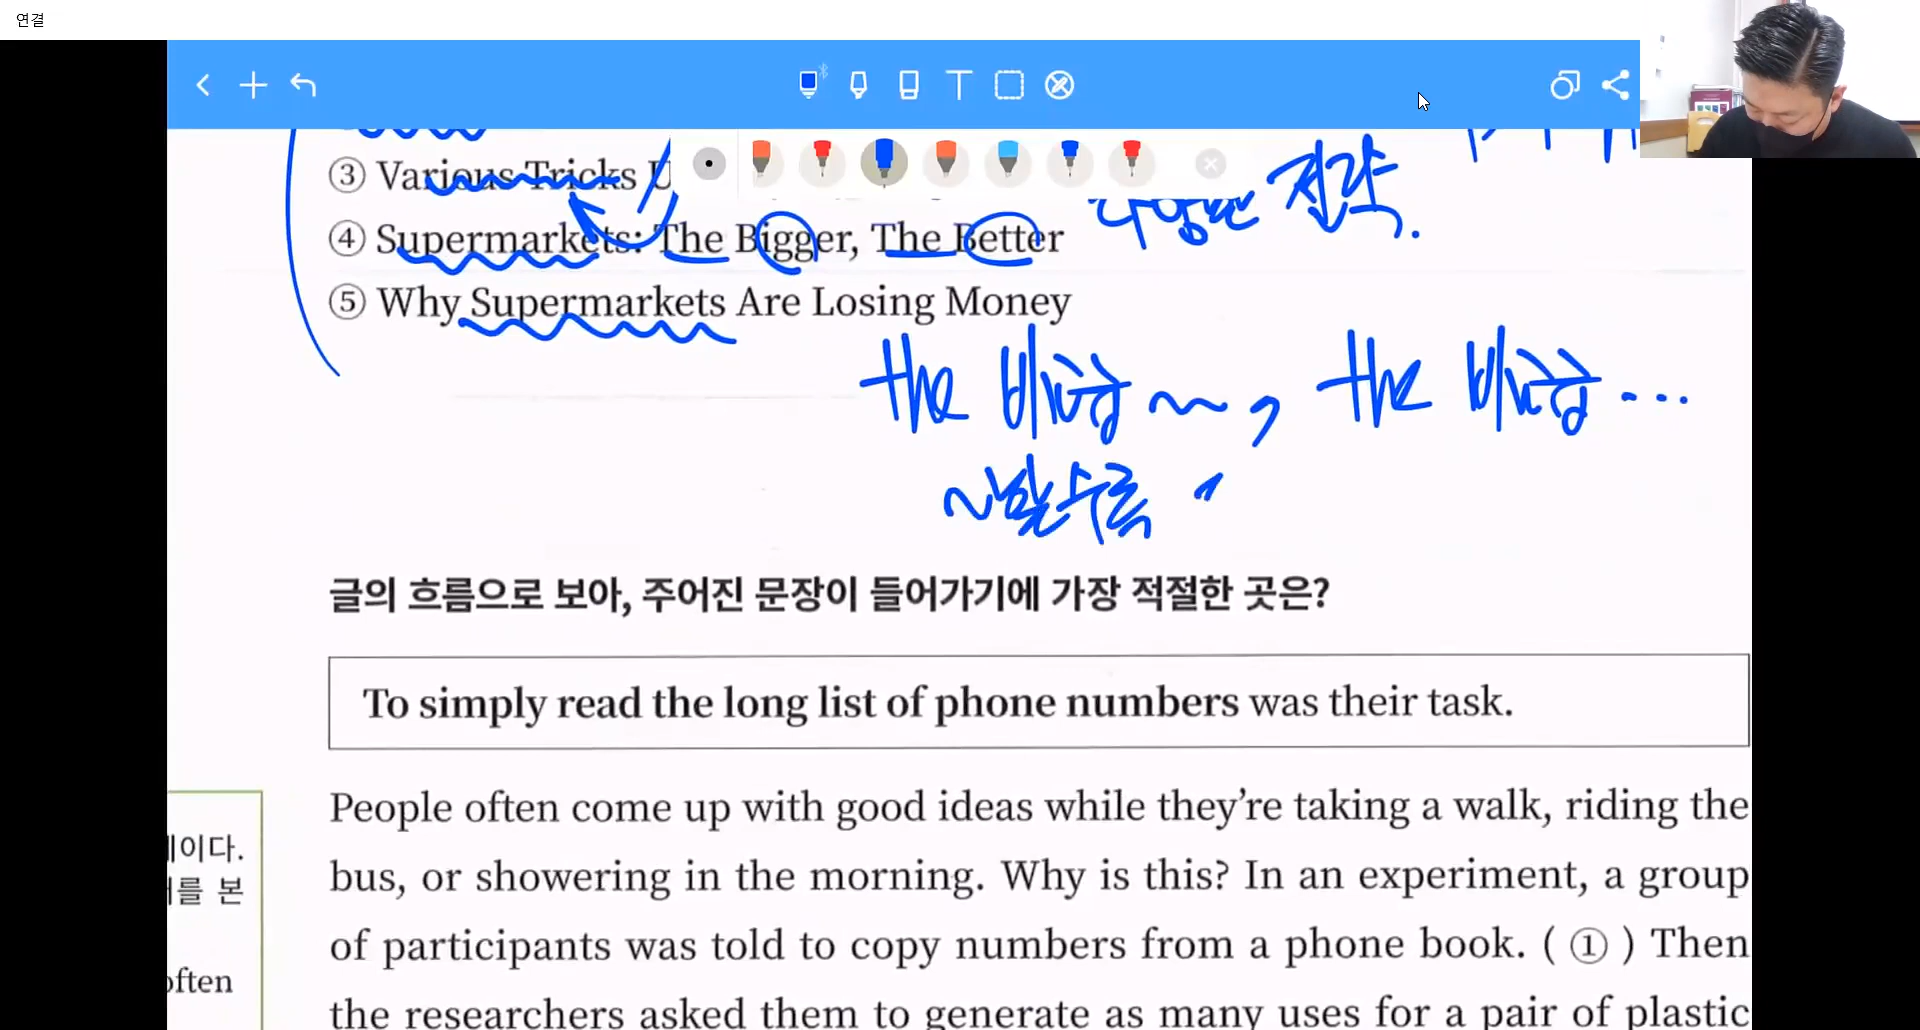 연결
③ Various Tricks U
다양한 전략.
④ Supermarkets: The Bigger, The Better
⑤ Why Supermarkets Are Losing Money
the 비교급 ~, the 비교급 ...
~할수록
글의 흐름으로 보아, 주어진 문장이 들어가기에 가장 적절한 곳은?
To simply read the long list of phone numbers was their task.
People often come up with good ideas while they're taking a walk, riding the
bus, or showering in the morning. Why is this? In an experiment, a group
of participants was told to copy numbers from a phone book. ( ① ) Then
the researchers asked them to generate as many uses for a pair of plastic
이다.
를 본
often